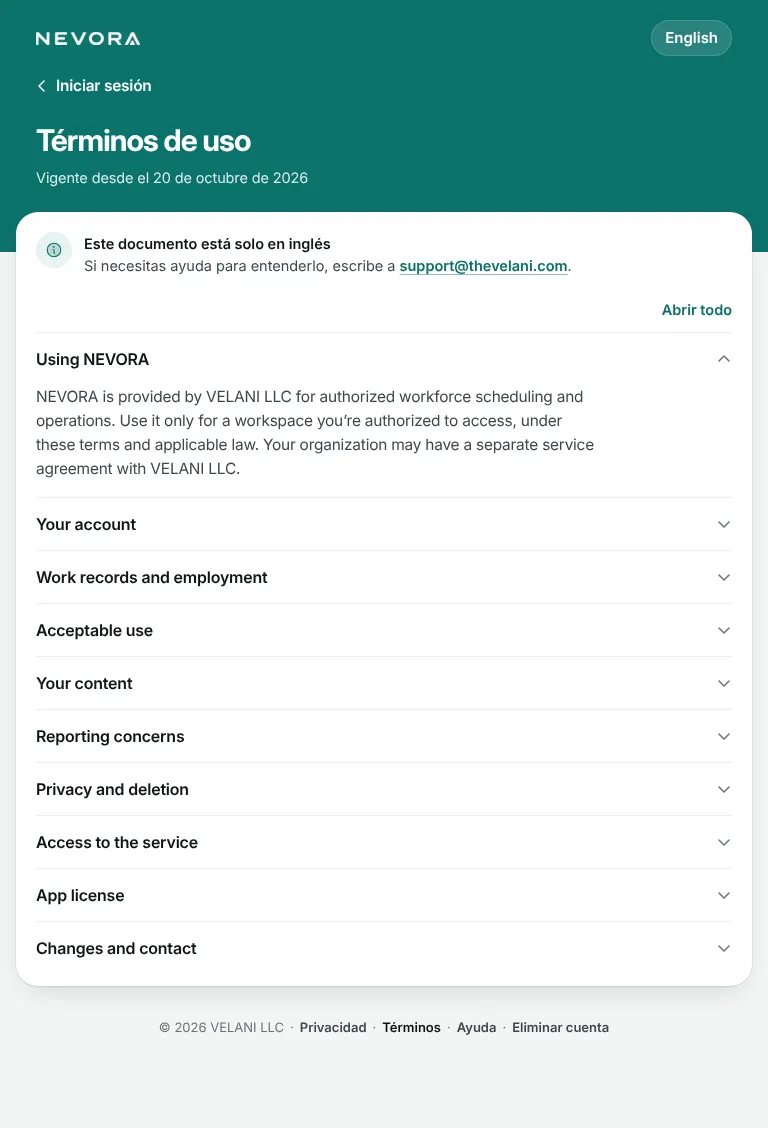 NEVORA
English
Iniciar sesión
Términos de uso
Vigente desde el 20 de octubre de 2026
Este documento está solo en inglés
Si necesitas ayuda para entenderlo, escribe a support@thevelani.com.
Abrir todo
Using NEVORA
NEVORA is provided by VELANI LLC for authorized workforce scheduling and
operations. Use it only for a workspace you’re authorized to access, under
these terms and applicable law. Your organization may have a separate service
agreement with VELANI LLC.
Your account
Work records and employment
Acceptable use
Your content
Reporting concerns
Privacy and deletion
Access to the service
App license
Changes and contact
© 2026 VELANI LLC · Privacidad · Términos · Ayuda · Eliminar cuenta